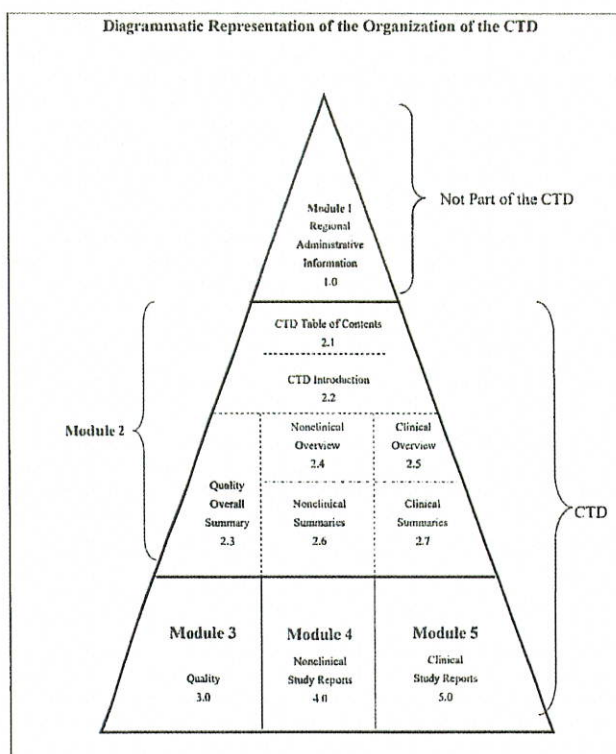 Diagrammatic Representation of the Organization of the CTD
Module 1
Regional
Administrative
Information
1.0
Not Part of the CTD
CTD Table of Contents
2.1
CTD Introduction
2.2
Module 2
Nonclinical
Overview
2.4
Clinical
Overview
2.5
Quality
Overall
Summary
2.3
Nonclinical
Summaries
2.6
Clinical
Summaries
2.7
CTD
Module 3
Quality
3.0
Module 4
Nonclinical
Study Reports
4.0
Module 5
Clinical
Study Reports
5.0